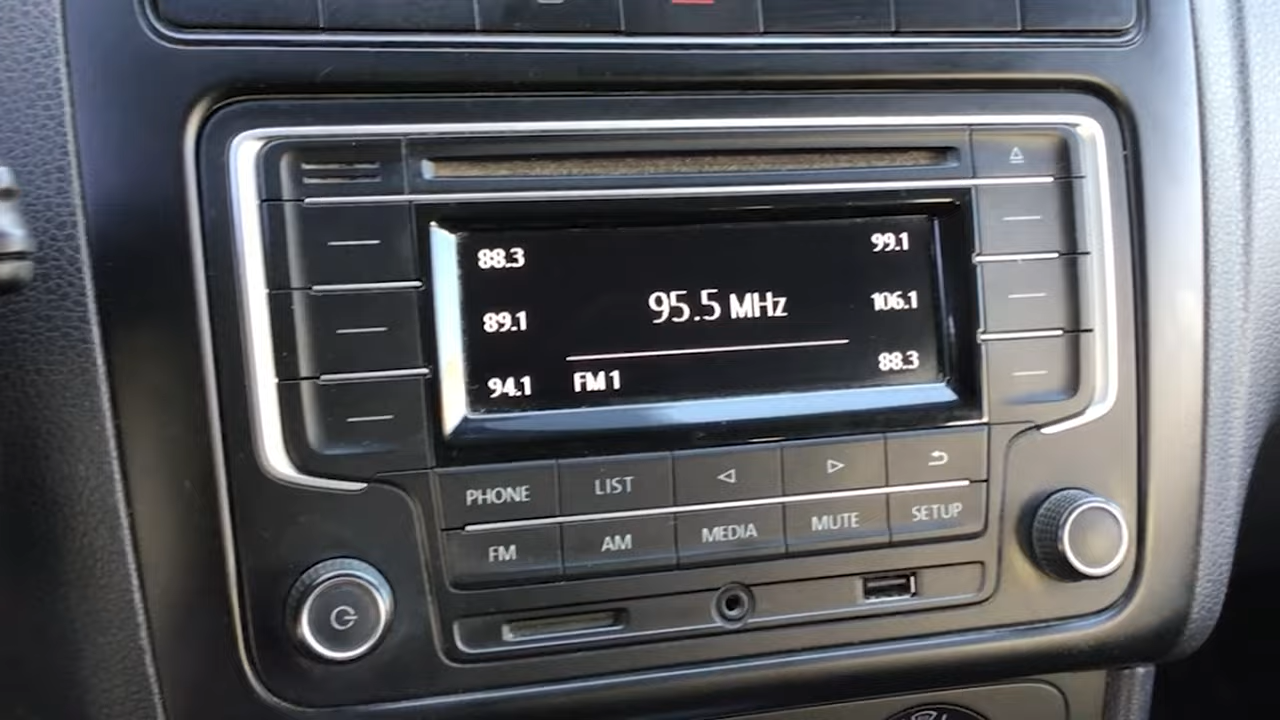 88.3
99.1
95.5 MHz
89.1
106.1
94.1
FM 1
88.3
PHONE
LIST
FM
AM
MEDIA
MUTE
SETUP